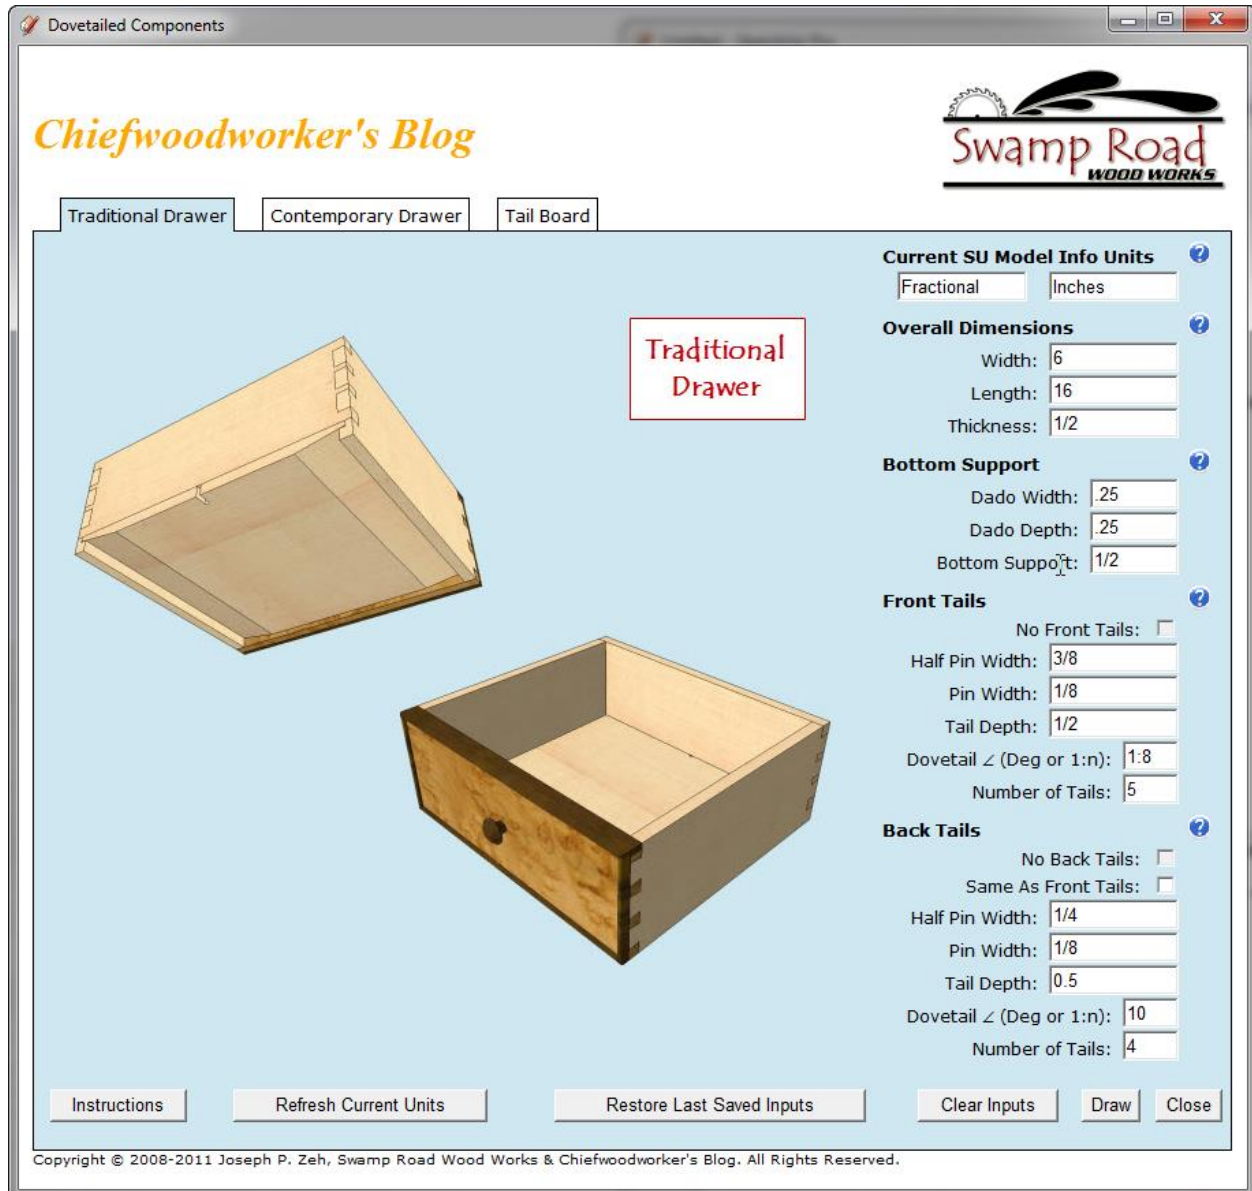 Dovetailed Components
Chiefwoodworker's Blog
Swamp Road
WOOD WORKS
Traditional Drawer
Contemporary Drawer
Tail Board
Traditional
Drawer
Current SU Model Info Units
Fractional Inches
Overall Dimensions
Width: 6
Length: 16
Thickness: 1/2
Bottom Support
Dado Width: .25
Dado Depth: .25
Bottom Support: 1/2
Front Tails
No Front Tails:
Half Pin Width: 3/8
Pin Width: 1/8
Tail Depth: 1/2
Dovetail ∠ (Deg or 1:n): 1:8
Number of Tails: 5
Back Tails
No Back Tails:
Same As Front Tails:
Half Pin Width: 1/4
Pin Width: 1/8
Tail Depth: 0.5
Dovetail ∠ (Deg or 1:n): 10
Number of Tails: 4
Instructions Refresh Current Units Restore Last Saved Inputs Clear Inputs Draw Close
Copyright © 2008-2011 Joseph P. Zeh, Swamp Road Wood Works & Chiefwoodworker's Blog. All Rights Reserved.